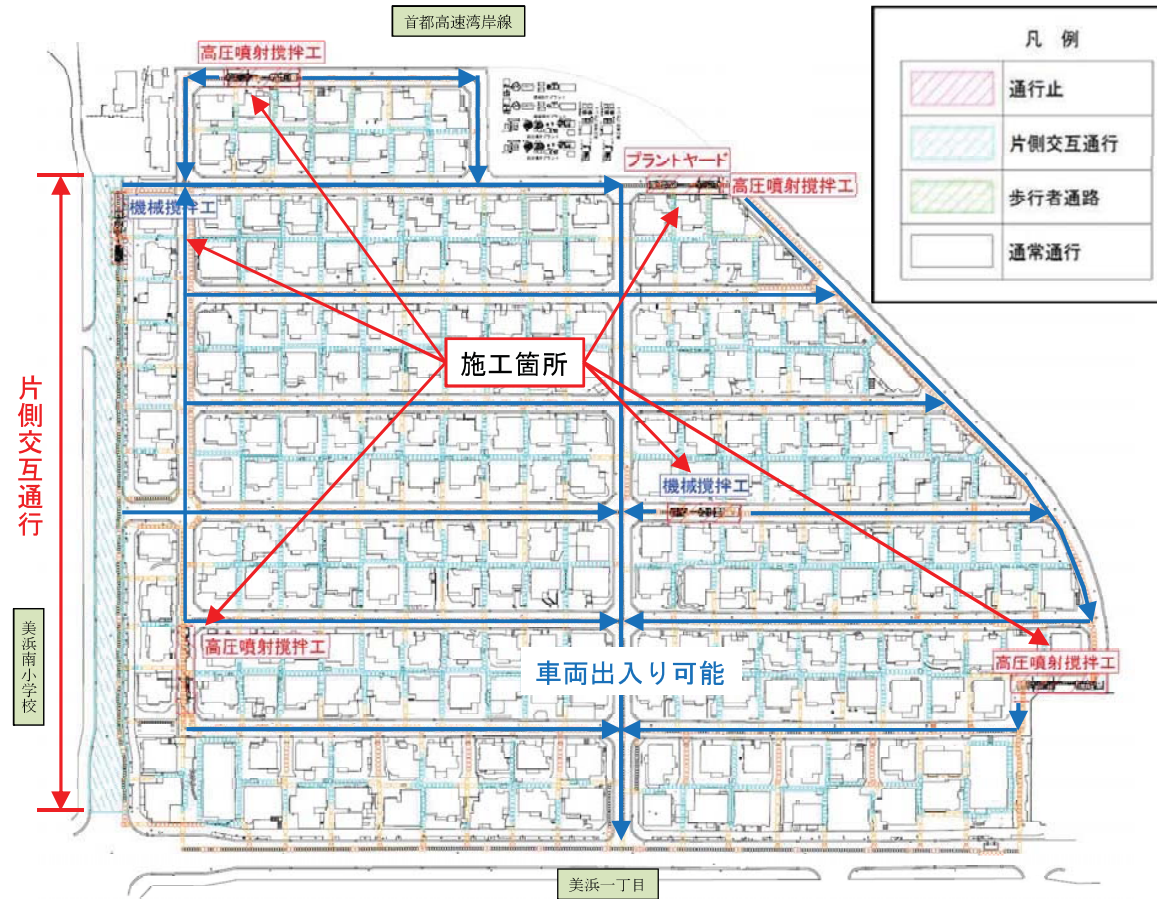 首都高速湾岸線
凡 例
通行止
片側交互通行
歩行者通路
通常通行
高圧噴射撹拌工
プラントヤード
高圧噴射撹拌工
機械撹拌工
施工箇所
片側交互通行
機械撹拌工
美浜南小学校
高圧噴射撹拌工
車両出入り可能
高圧噴射撹拌工
美浜一丁目